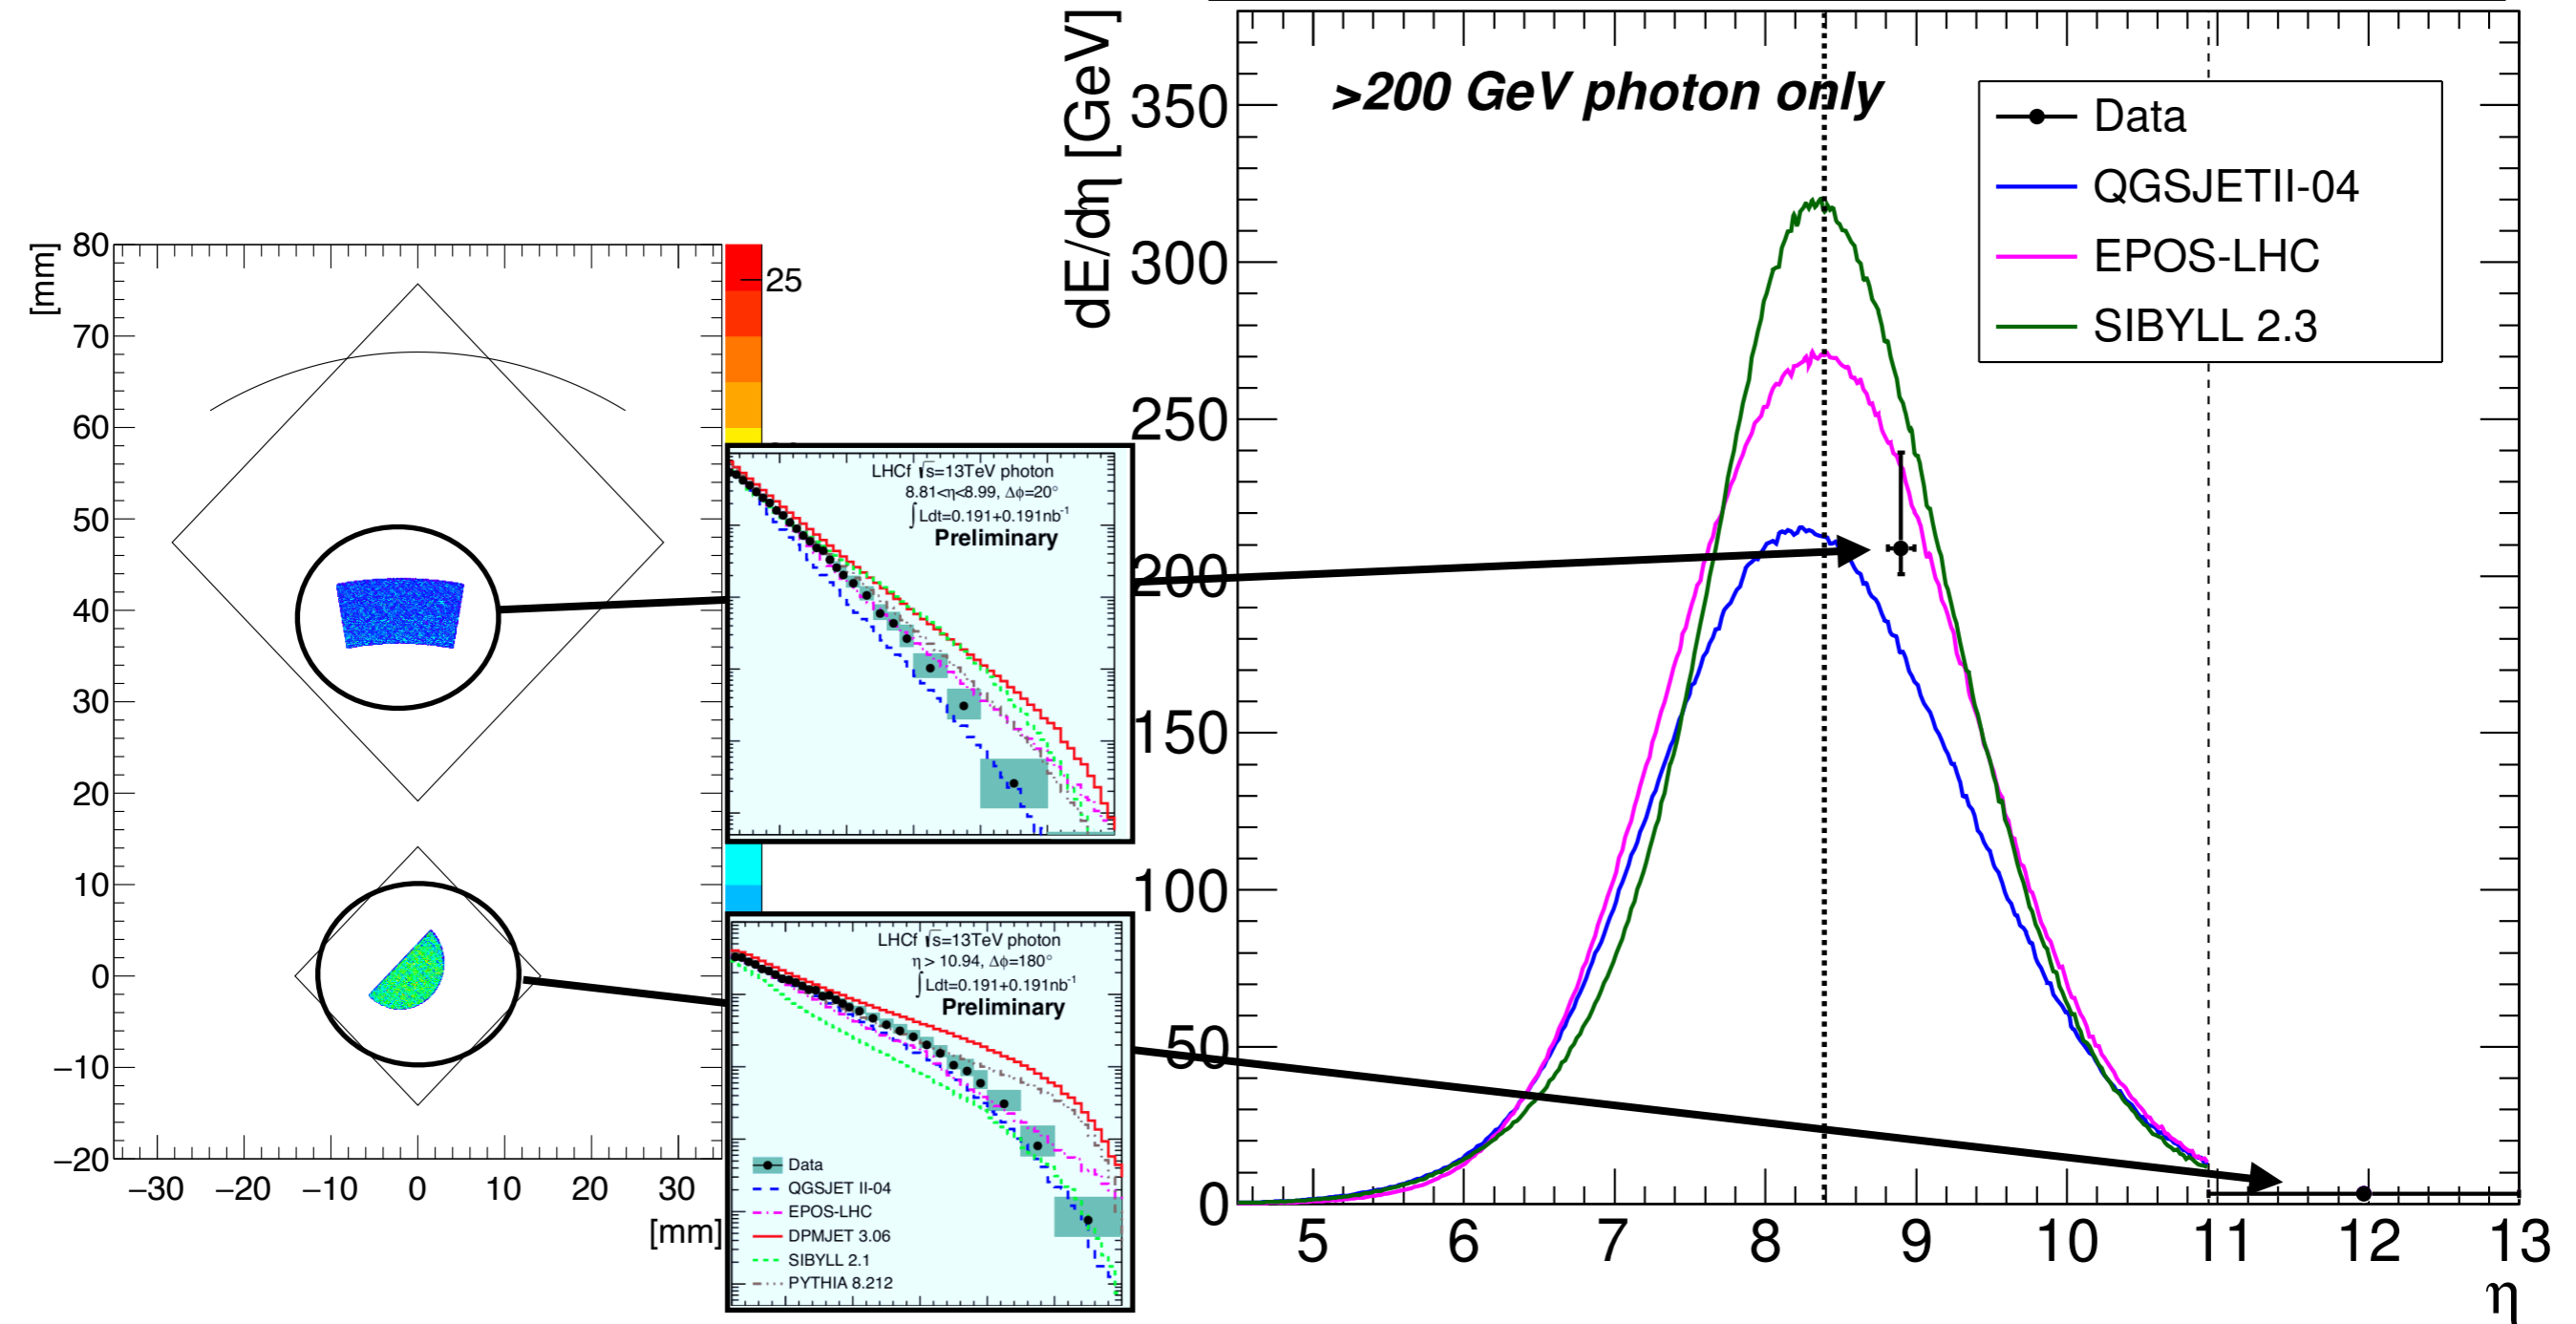 [mm]
80
70
60
50
40
30
20
10
0
−10
−20
−30 −20 −10 0 10 20 30
[mm]
25
LHCf √s=13TeV photon
8.81<η<8.99, Δϕ=20°
∫Ldt=0.191+0.191nb⁻¹
Preliminary
LHCf √s=13TeV photon
η > 10.94, Δϕ=180°
∫Ldt=0.191+0.191nb⁻¹
Preliminary
Data
QGSJET II-04
EPOS-LHC
DPMJET 3.06
SIBYLL 2.1
PYTHIA 8.212
dE/dη [GeV]
350
300
250
200
150
100
50
0
>200 GeV photon only
Data
QGSJETII-04
EPOS-LHC
SIBYLL 2.3
5 6 7 8 9 10 11 12 13
η